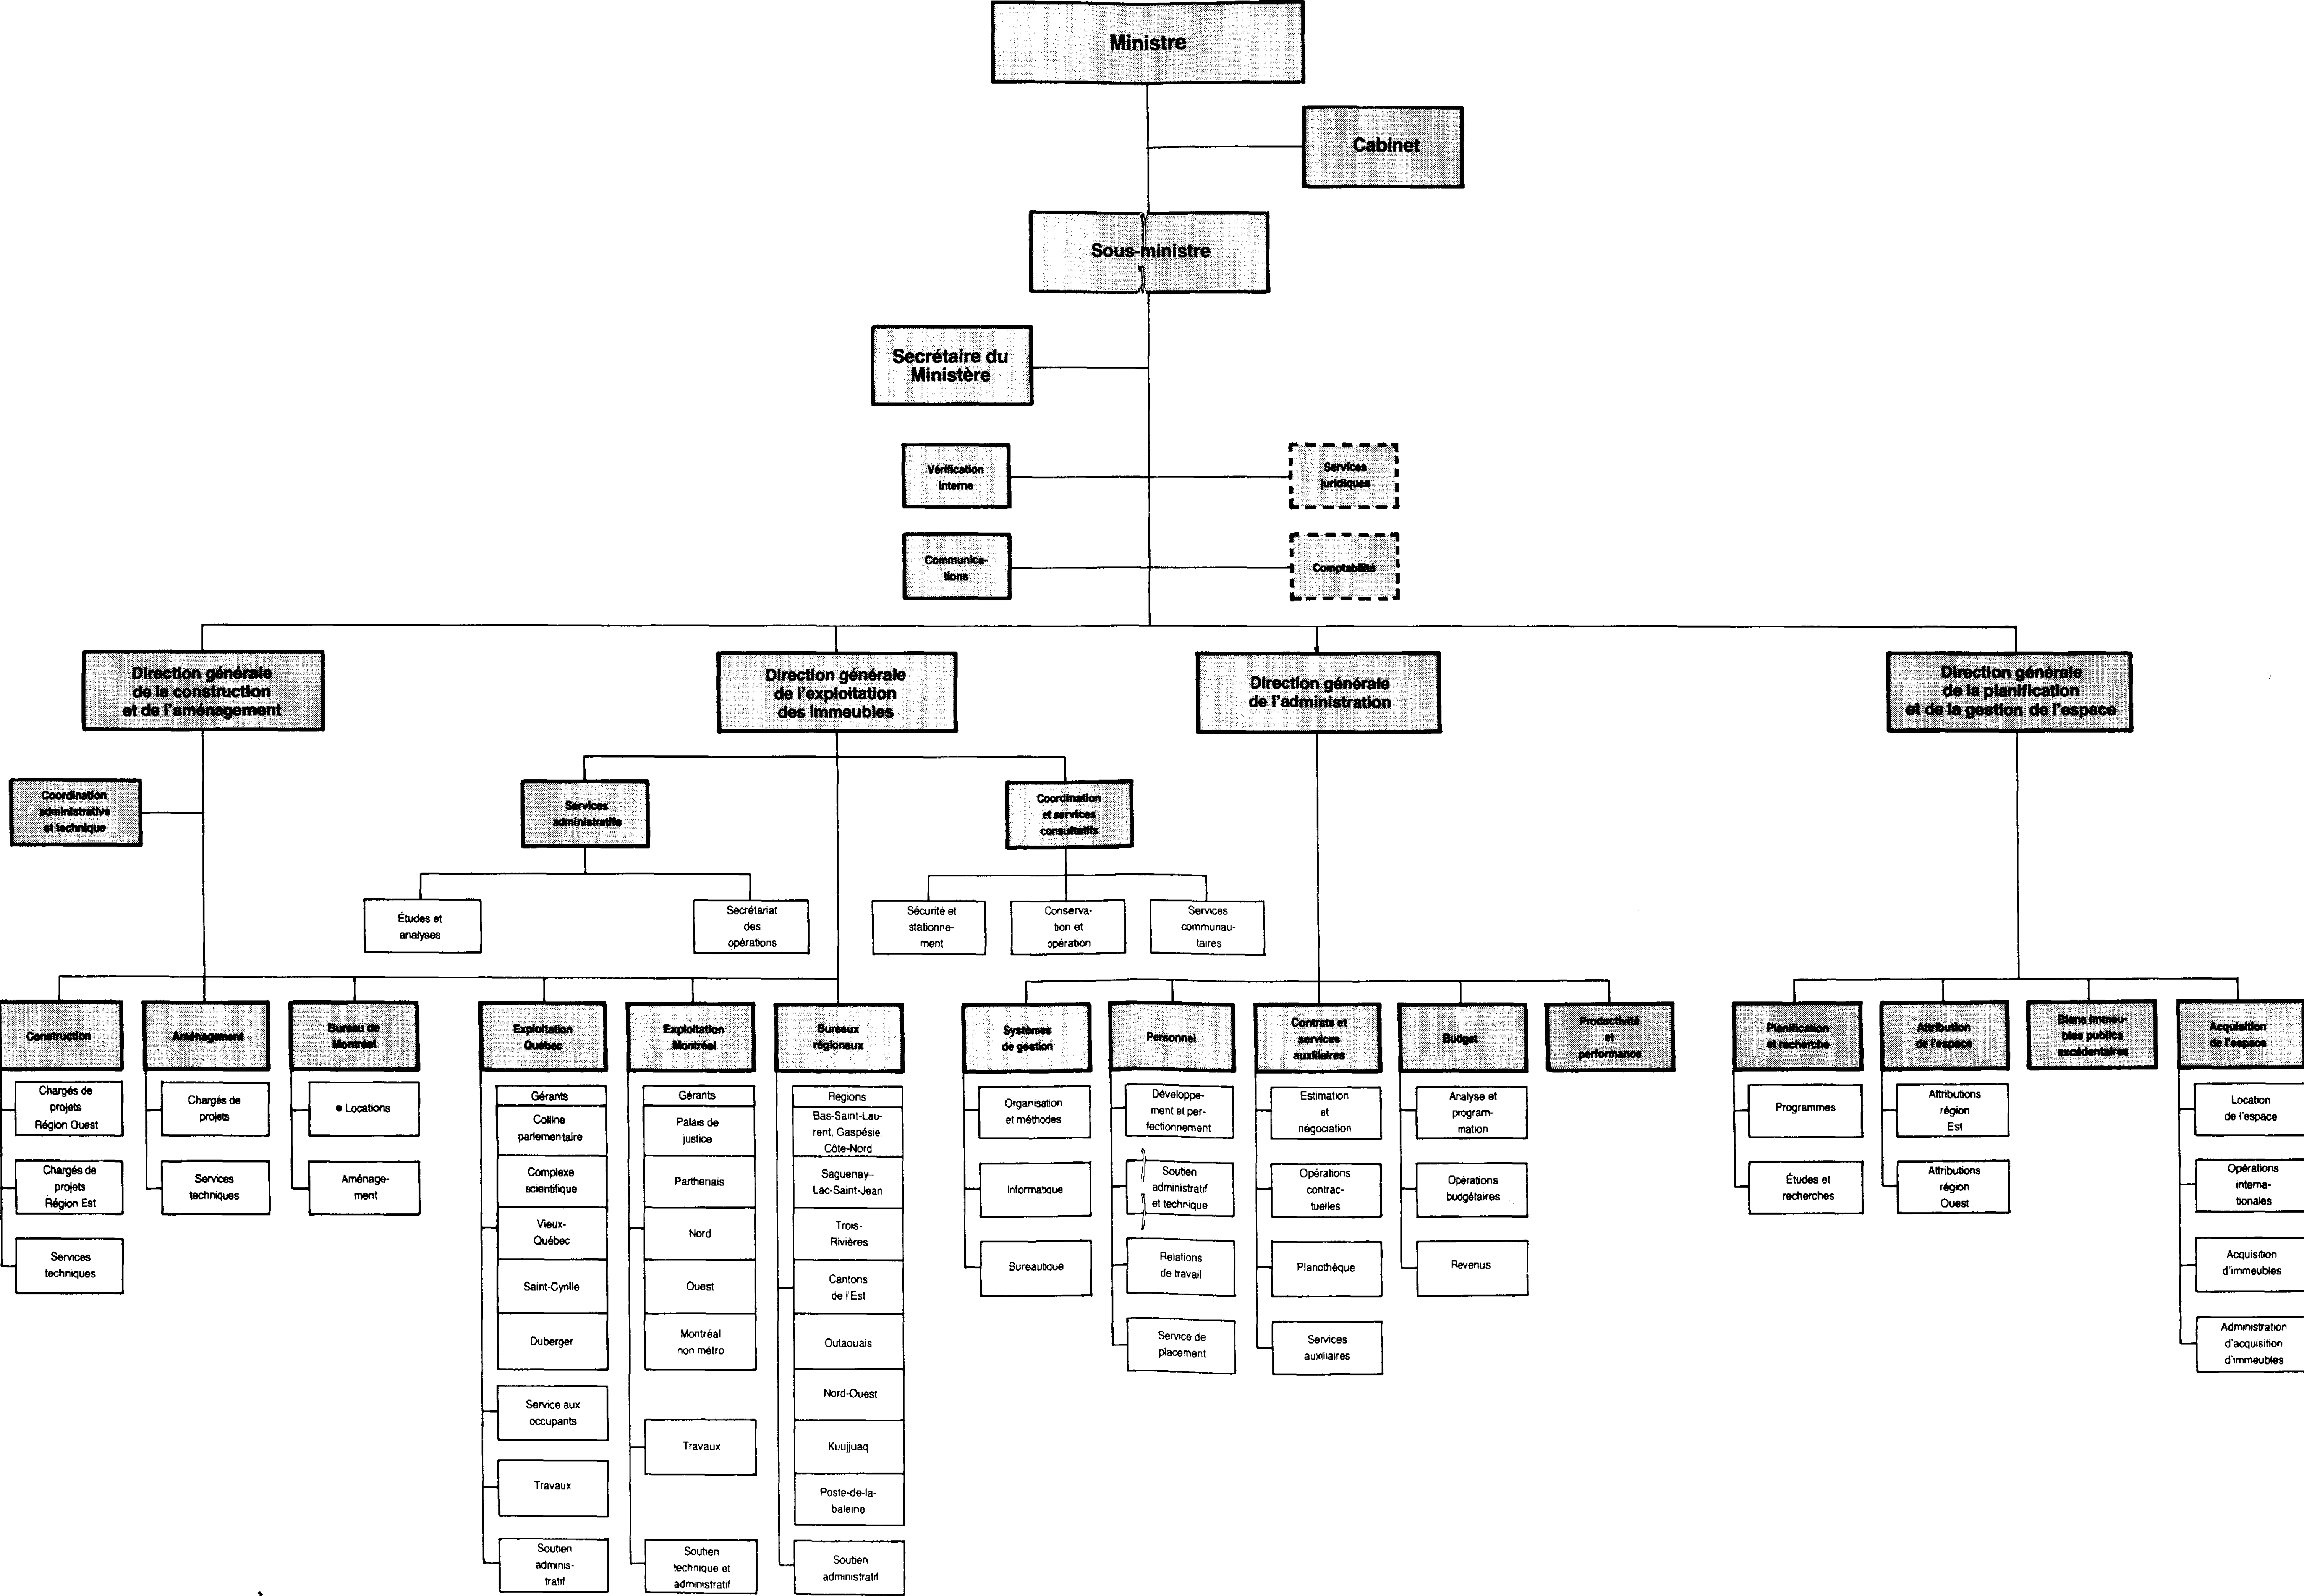 Ministre
Cabinet
Sous-ministre
Secrétaire du
Ministère
Vérification
interne
Services
juridiques
Communica-
tions
Comptabilité
Direction générale
de la construction
et de l'aménagement
Direction générale
de l'exploitation
des immeubles
Direction générale
de l'administration
Direction générale
de la planification
et de la gestion de l'espace
Coordination
administrative
et technique
Services
administratifs
Coordination
et services
consultatifs
Études et
analyses
Secrétariat
des
opérations
Sécurité et
stationne-
ment
Conserva-
tion et
opération
Services
communau-
taires
Construction
Chargés de
projets
Région Ouest
Chargés de
projets
Région Est
Services
techniques
Aménagement
Chargés de
projets
Services
techniques
Bureau de
Montréal
● Locations
Aménage-
ment
Exploitation
Québec
Gérants
Colline
parlementaire
Complexe
scientifique
Vieux-
Québec
Saint-Cyrille
Duberger
Service aux
occupants
Travaux
Soutien
adminis-
tratif
Exploitation
Montréal
Gérants
Palais de
justice
Parthenais
Nord
Ouest
Montréal
non métro
Travaux
Soutien
technique et
administratif
Bureaux
régionaux
Régions
Bas-Saint-Lau-
rent, Gaspésie,
Côte-Nord
Saguenay-
Lac-Saint-Jean
Trois-
Rivières
Cantons
de l'Est
Outaouais
Nord-Ouest
Kuujjuaq
Poste-de-la-
baleine
Soutien
administratif
Systèmes
de gestion
Organisation
et méthodes
Informatique
Bureautique
Personnel
Développe-
ment et per-
fectionnement
Soutien
administratif
et technique
Relations
de travail
Service de
placement
Contrats et
services
auxiliaires
Estimation
et
négociation
Opérations
contrac-
tuelles
Planothèque
Services
auxiliaires
Budget
Analyse et
program-
mation
Opérations
budgétaires
Revenus
Productivité
et
performance
Planification
et recherche
Programmes
Études et
recherches
Attribution
de l'espace
Attributions
région
Est
Attributions
région
Ouest
Biens immeu-
bles publics
excédentaires
Acquisition
de l'espace
Location
de l'espace
Opérations
interna-
tionales
Acquisition
d'immeubles
Administration
d'acquisition
d'immeubles